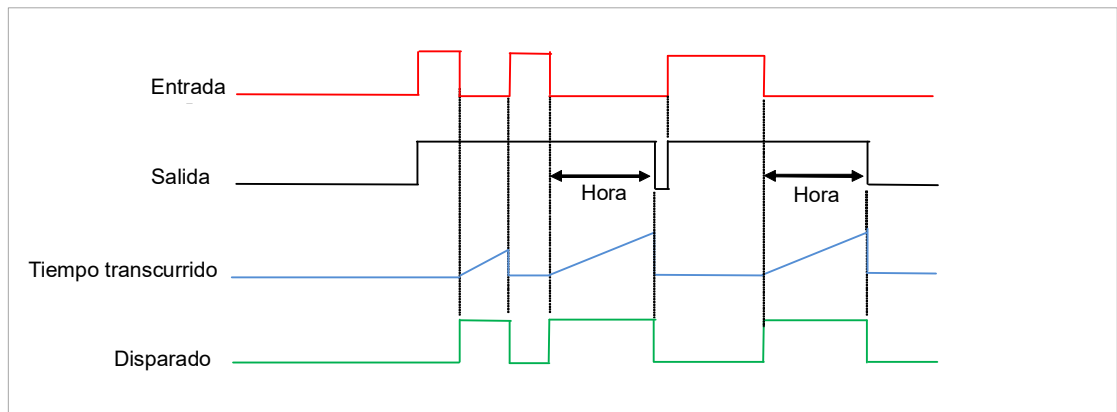 Entrada
Salida
Hora
Hora
Tiempo transcurrido
Disparado